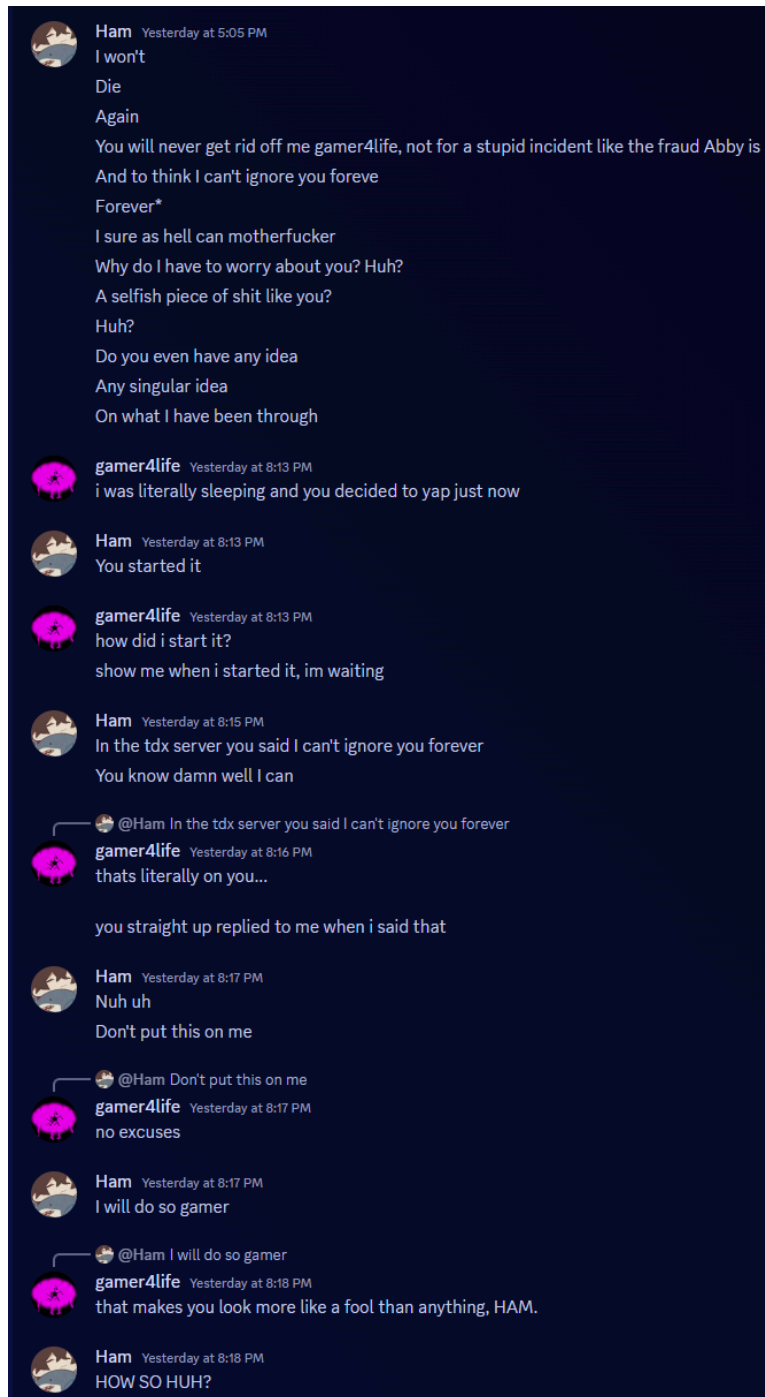 Ham Yesterday at 5:05 PM
I won't
Die
Again
You will never get rid off me gamer4life, not for a stupid incident like the fraud Abby is
And to think I can't ignore you foreve
Forever*
I sure as hell can motherfucker
Why do I have to worry about you? Huh?
A selfish piece of shit like you?
Huh?
Do you even have any idea
Any singular idea
On what I have been through
gamer4life Yesterday at 8:13 PM
i was literally sleeping and you decided to yap just now
Ham Yesterday at 8:13 PM
You started it
gamer4life Yesterday at 8:13 PM
how did i start it?
show me when i started it, im waiting
Ham Yesterday at 8:15 PM
In the tdx server you said I can't ignore you forever
You know damn well I can
@Ham In the tdx server you said I can't ignore you forever
gamer4life Yesterday at 8:16 PM
thats literally on you...
you straight up replied to me when i said that
Ham Yesterday at 8:17 PM
Nuh uh
Don't put this on me
@Ham Don't put this on me
gamer4life Yesterday at 8:17 PM
no excuses
Ham Yesterday at 8:17 PM
I will do so gamer
@Ham I will do so gamer
gamer4life Yesterday at 8:18 PM
that makes you look more like a fool than anything, HAM.
Ham Yesterday at 8:18 PM
HOW SO HUH?